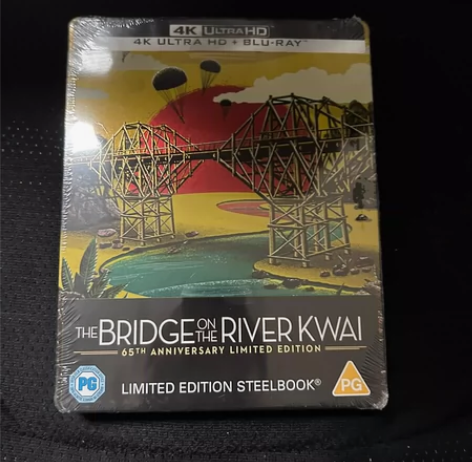 4K ULTRA HD
4K ULTRA HD + BLU-RAY™
THE BRIDGE ON THE RIVER KWAI
65TH ANNIVERSARY LIMITED EDITION
PG LIMITED EDITION STEELBOOK® PG